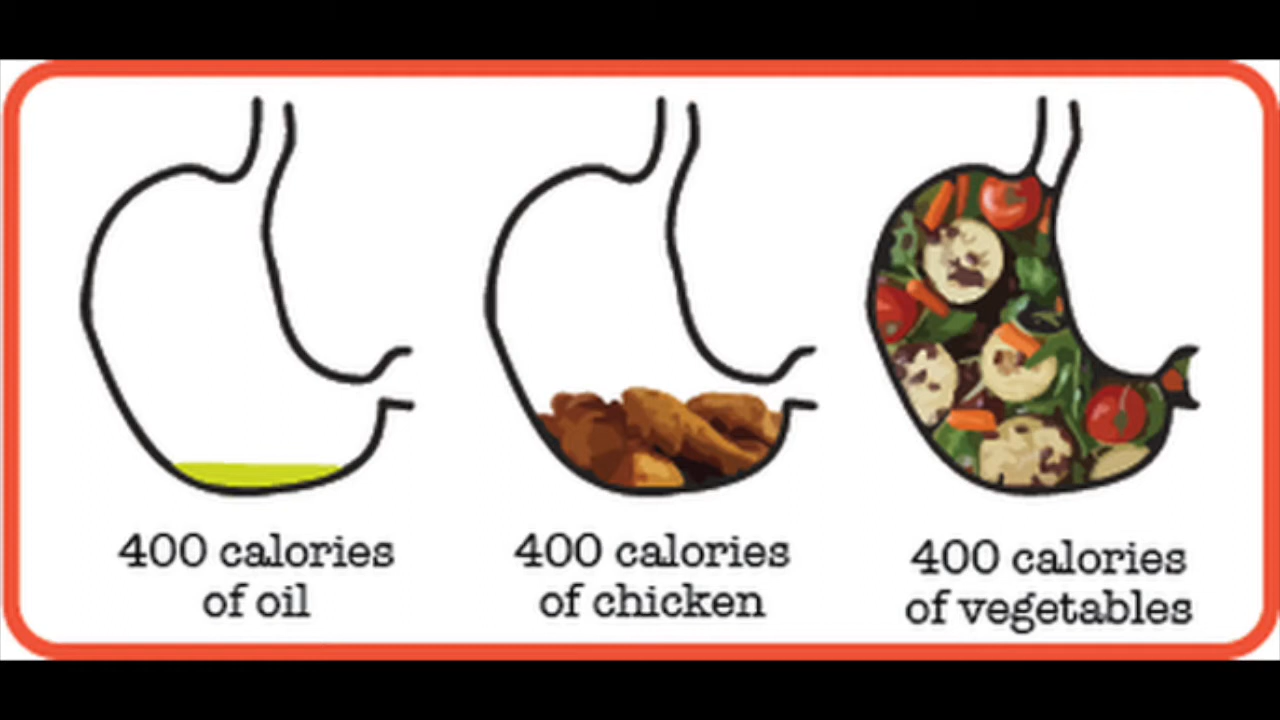 400 calories
of oil
400 calories
of chicken
400 calories
of vegetables